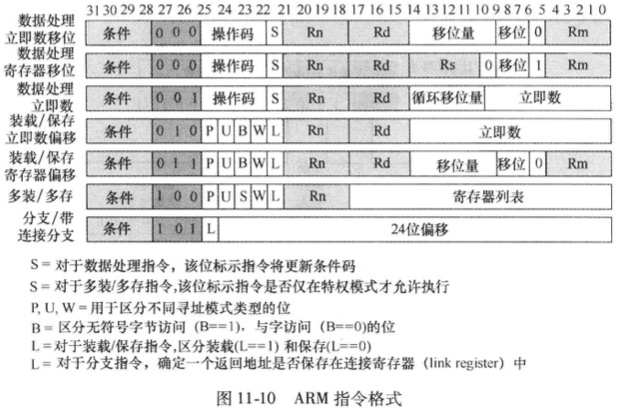 31 30 29 28 27 26 25 24 23 22 21 20 19 18 17 16 15 14 13 12 11 10 9 8 7 6 5 4 3 2 1 0
数据处理
立即数移位 条件 0 0 0 操作码 S Rn Rd 移位量 移位 0 Rm
数据处理
寄存器移位 条件 0 0 0 操作码 S Rn Rd Rs 0 移位 1 Rm
数据处理
立即数 条件 0 0 1 操作码 S Rn Rd 循环移位量 立即数
装载/保存
立即数偏移 条件 0 1 0 P U B W L Rn Rd 立即数
装载/保存
寄存器偏移 条件 0 1 1 P U B W L Rn Rd 移位量 移位 0 Rm
多装/多存 条件 1 0 0 P U S W L Rn 寄存器列表
分支/带
连接分支 条件 1 0 1 L 24位偏移
S = 对于数据处理指令，该位标示指令将更新条件码
S = 对于多装/多存指令,该位标示指令是否仅在特权模式才允许执行
P, U, W = 用于区分不同寻址模式类型的位
B = 区分无符号字节访问（B==1），与字访问（B==0)的位
L = 对于装载/保存指令,区分装载(L==1) 和保存(L==0)
L = 对于分支指令，确定一个返回地址是否保存在连接寄存器（link register）中
图 11-10 ARM 指令格式